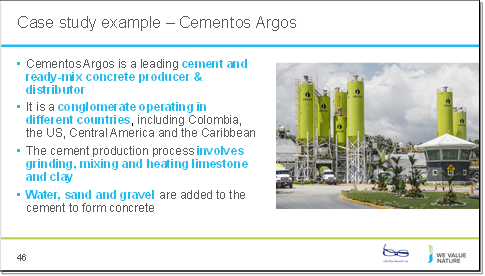 Case study example – Cementos Argos
• Cementos Argos is a leading cement and
ready-mix concrete producer &
distributor
• It is a conglomerate operating in
different countries, including Colombia,
the US, Central America and the Caribbean
• The cement production process involves
grinding, mixing and heating limestone
and clay
• Water, sand and gravel are added to the
cement to form concrete
46
WE VALUE
NATURE